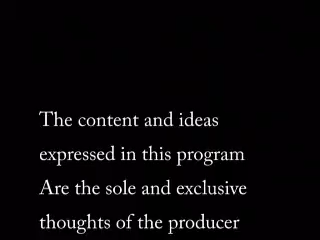 The content and ideas
expressed in this program
Are the sole and exclusive
thoughts of the producer